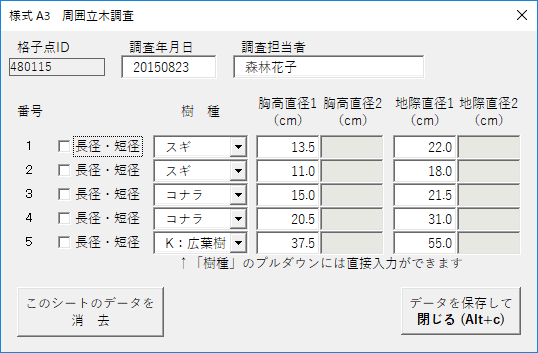 様式 A3　周囲立木調査
格子点ID　調査年月日　調査担当者
480115　20150823　森林花子
番号　樹　種　胸高直径1（cm）　胸高直径2（cm）　地際直径1（cm）　地際直径2（cm）
1　長径・短径　スギ　13.5　22.0
2　長径・短径　スギ　11.0　18.0
3　長径・短径　コナラ　15.0　21.5
4　長径・短径　コナラ　20.5　31.0
5　長径・短径　K：広葉樹　37.5　55.0
↑「樹種」のプルダウンには直接入力ができます
このシートのデータを
消　去
データを保存して
閉じる (Alt+c)